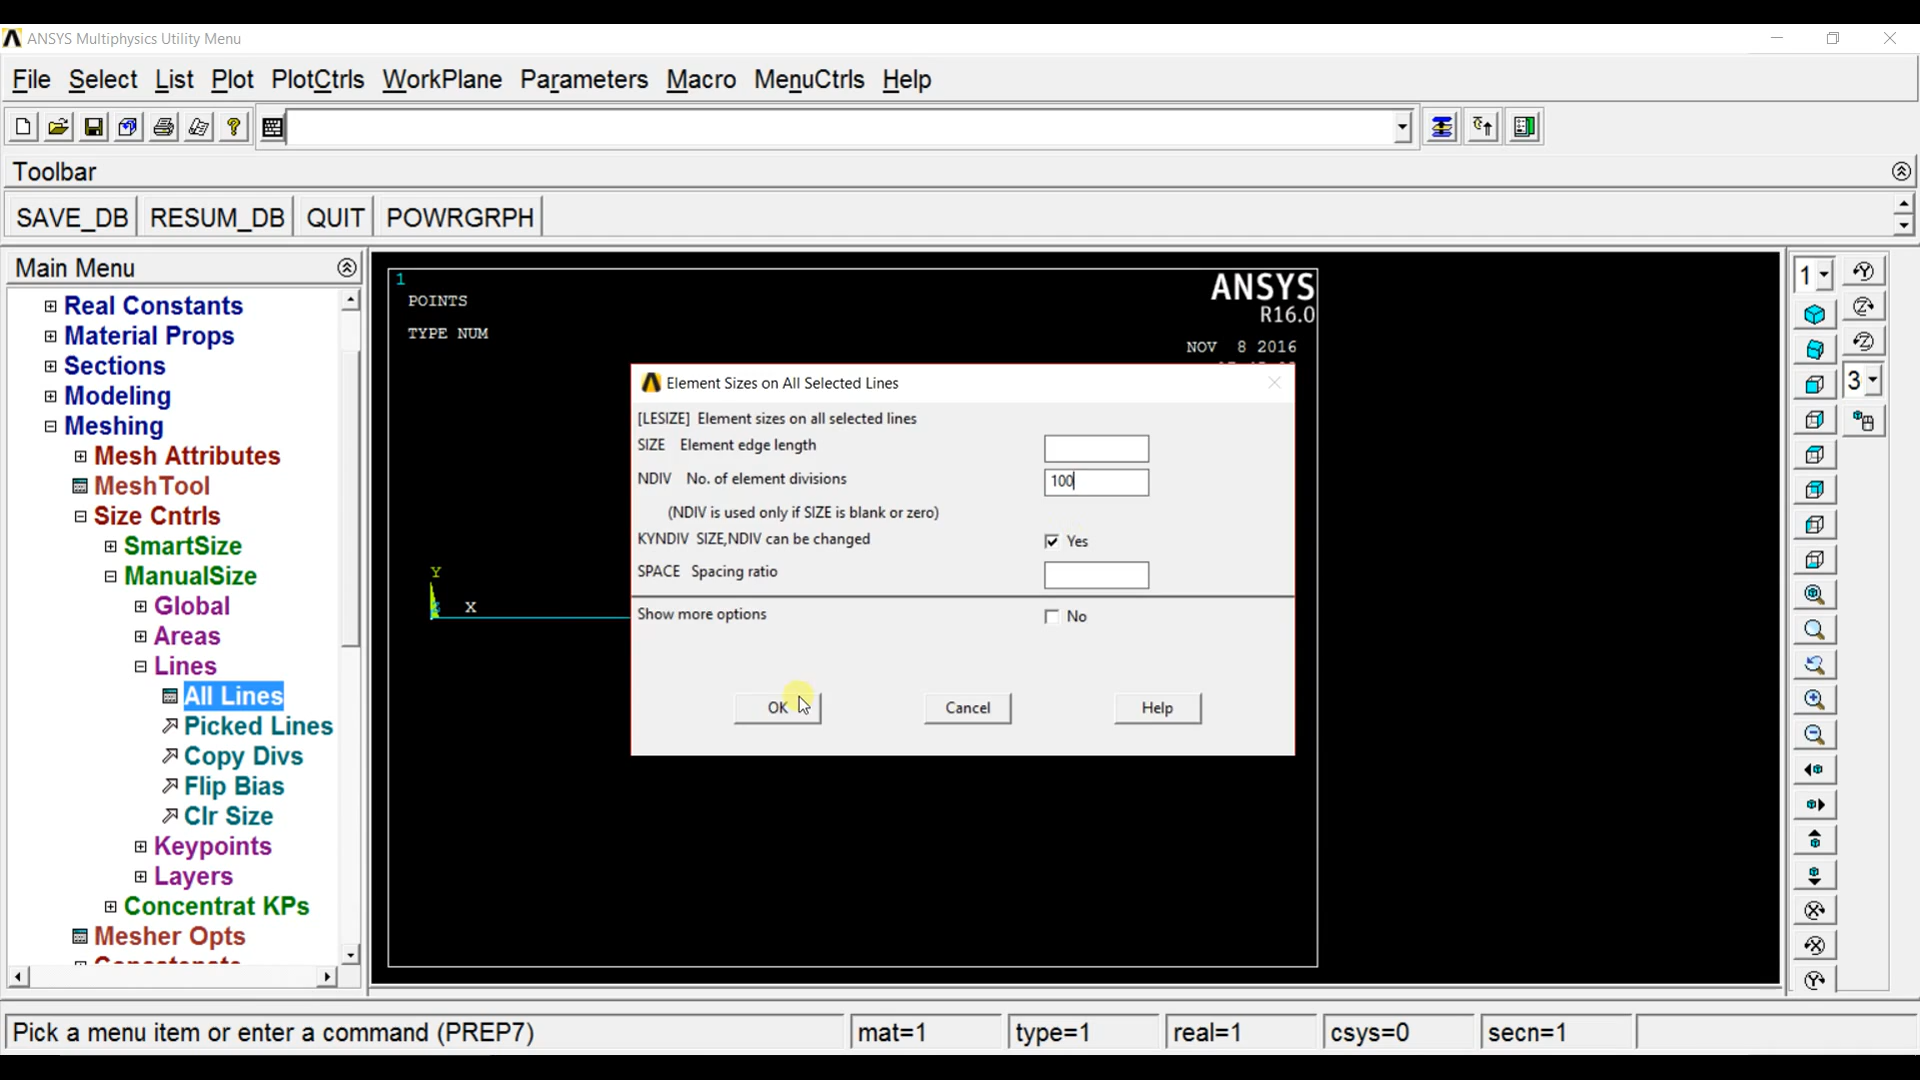 ANSYS Multiphysics Utility Menu
File Select List Plot PlotCtrls WorkPlane Parameters Macro MenuCtrls Help
Toolbar
SAVE_DB RESUM_DB QUIT POWRGRPH
Main Menu
Real Constants
Material Props
Sections
Modeling
Meshing
Mesh Attributes
MeshTool
Size Cntrls
SmartSize
ManualSize
Global
Areas
Lines
All Lines
Picked Lines
Copy Divs
Flip Bias
Clr Size
Keypoints
Layers
Concentrat KPs
Mesher Opts
1
POINTS
TYPE NUM
ANSYS
R16.0
NOV 8 2016
Y
X
Element Sizes on All Selected Lines
[LESIZE] Element sizes on all selected lines
SIZE Element edge length
NDIV No. of element divisions 100
(NDIV is used only if SIZE is blank or zero)
KYNDIV SIZE,NDIV can be changed Yes
SPACE Spacing ratio
Show more options No
OK Cancel Help
1
3
Pick a menu item or enter a command (PREP7) mat=1 type=1 real=1 csys=0 secn=1